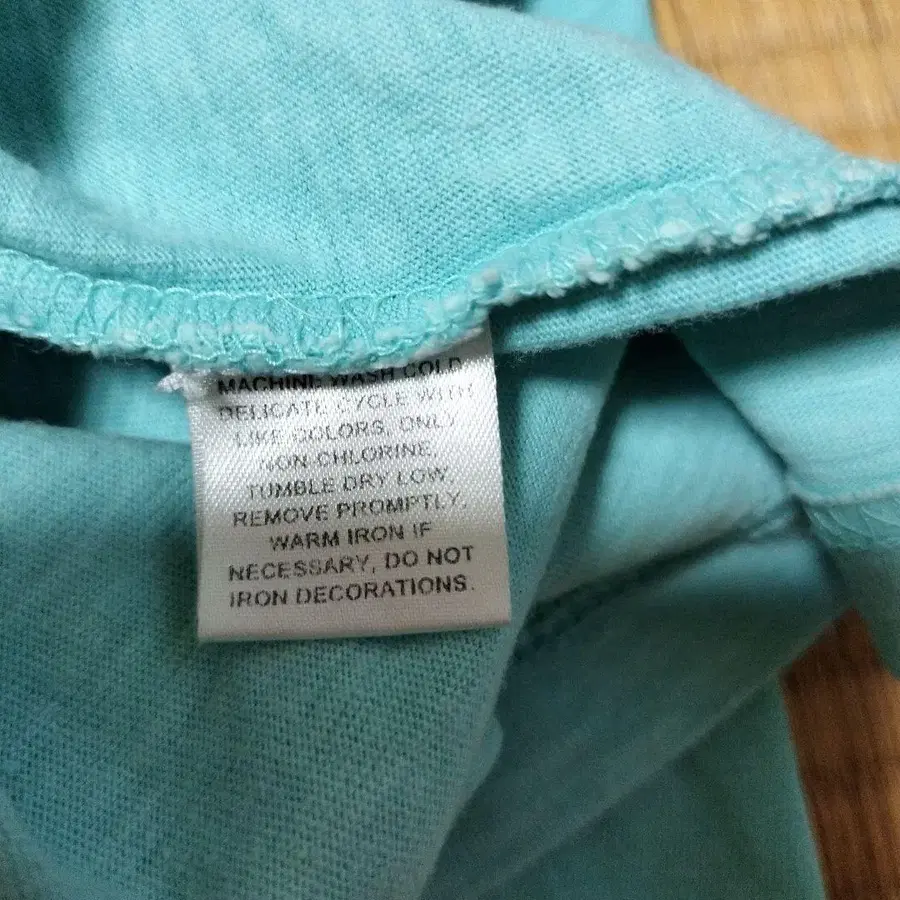 MACHINE WASH COLD
DELICATE CYCLE WITH
LIKE COLORS, ONLY
NON CHLORINE,
TUMBLE DRY LOW,
REMOVE PROMPTLY,
WARM IRON IF
NECESSARY, DO NOT
IRON DECORATIONS.